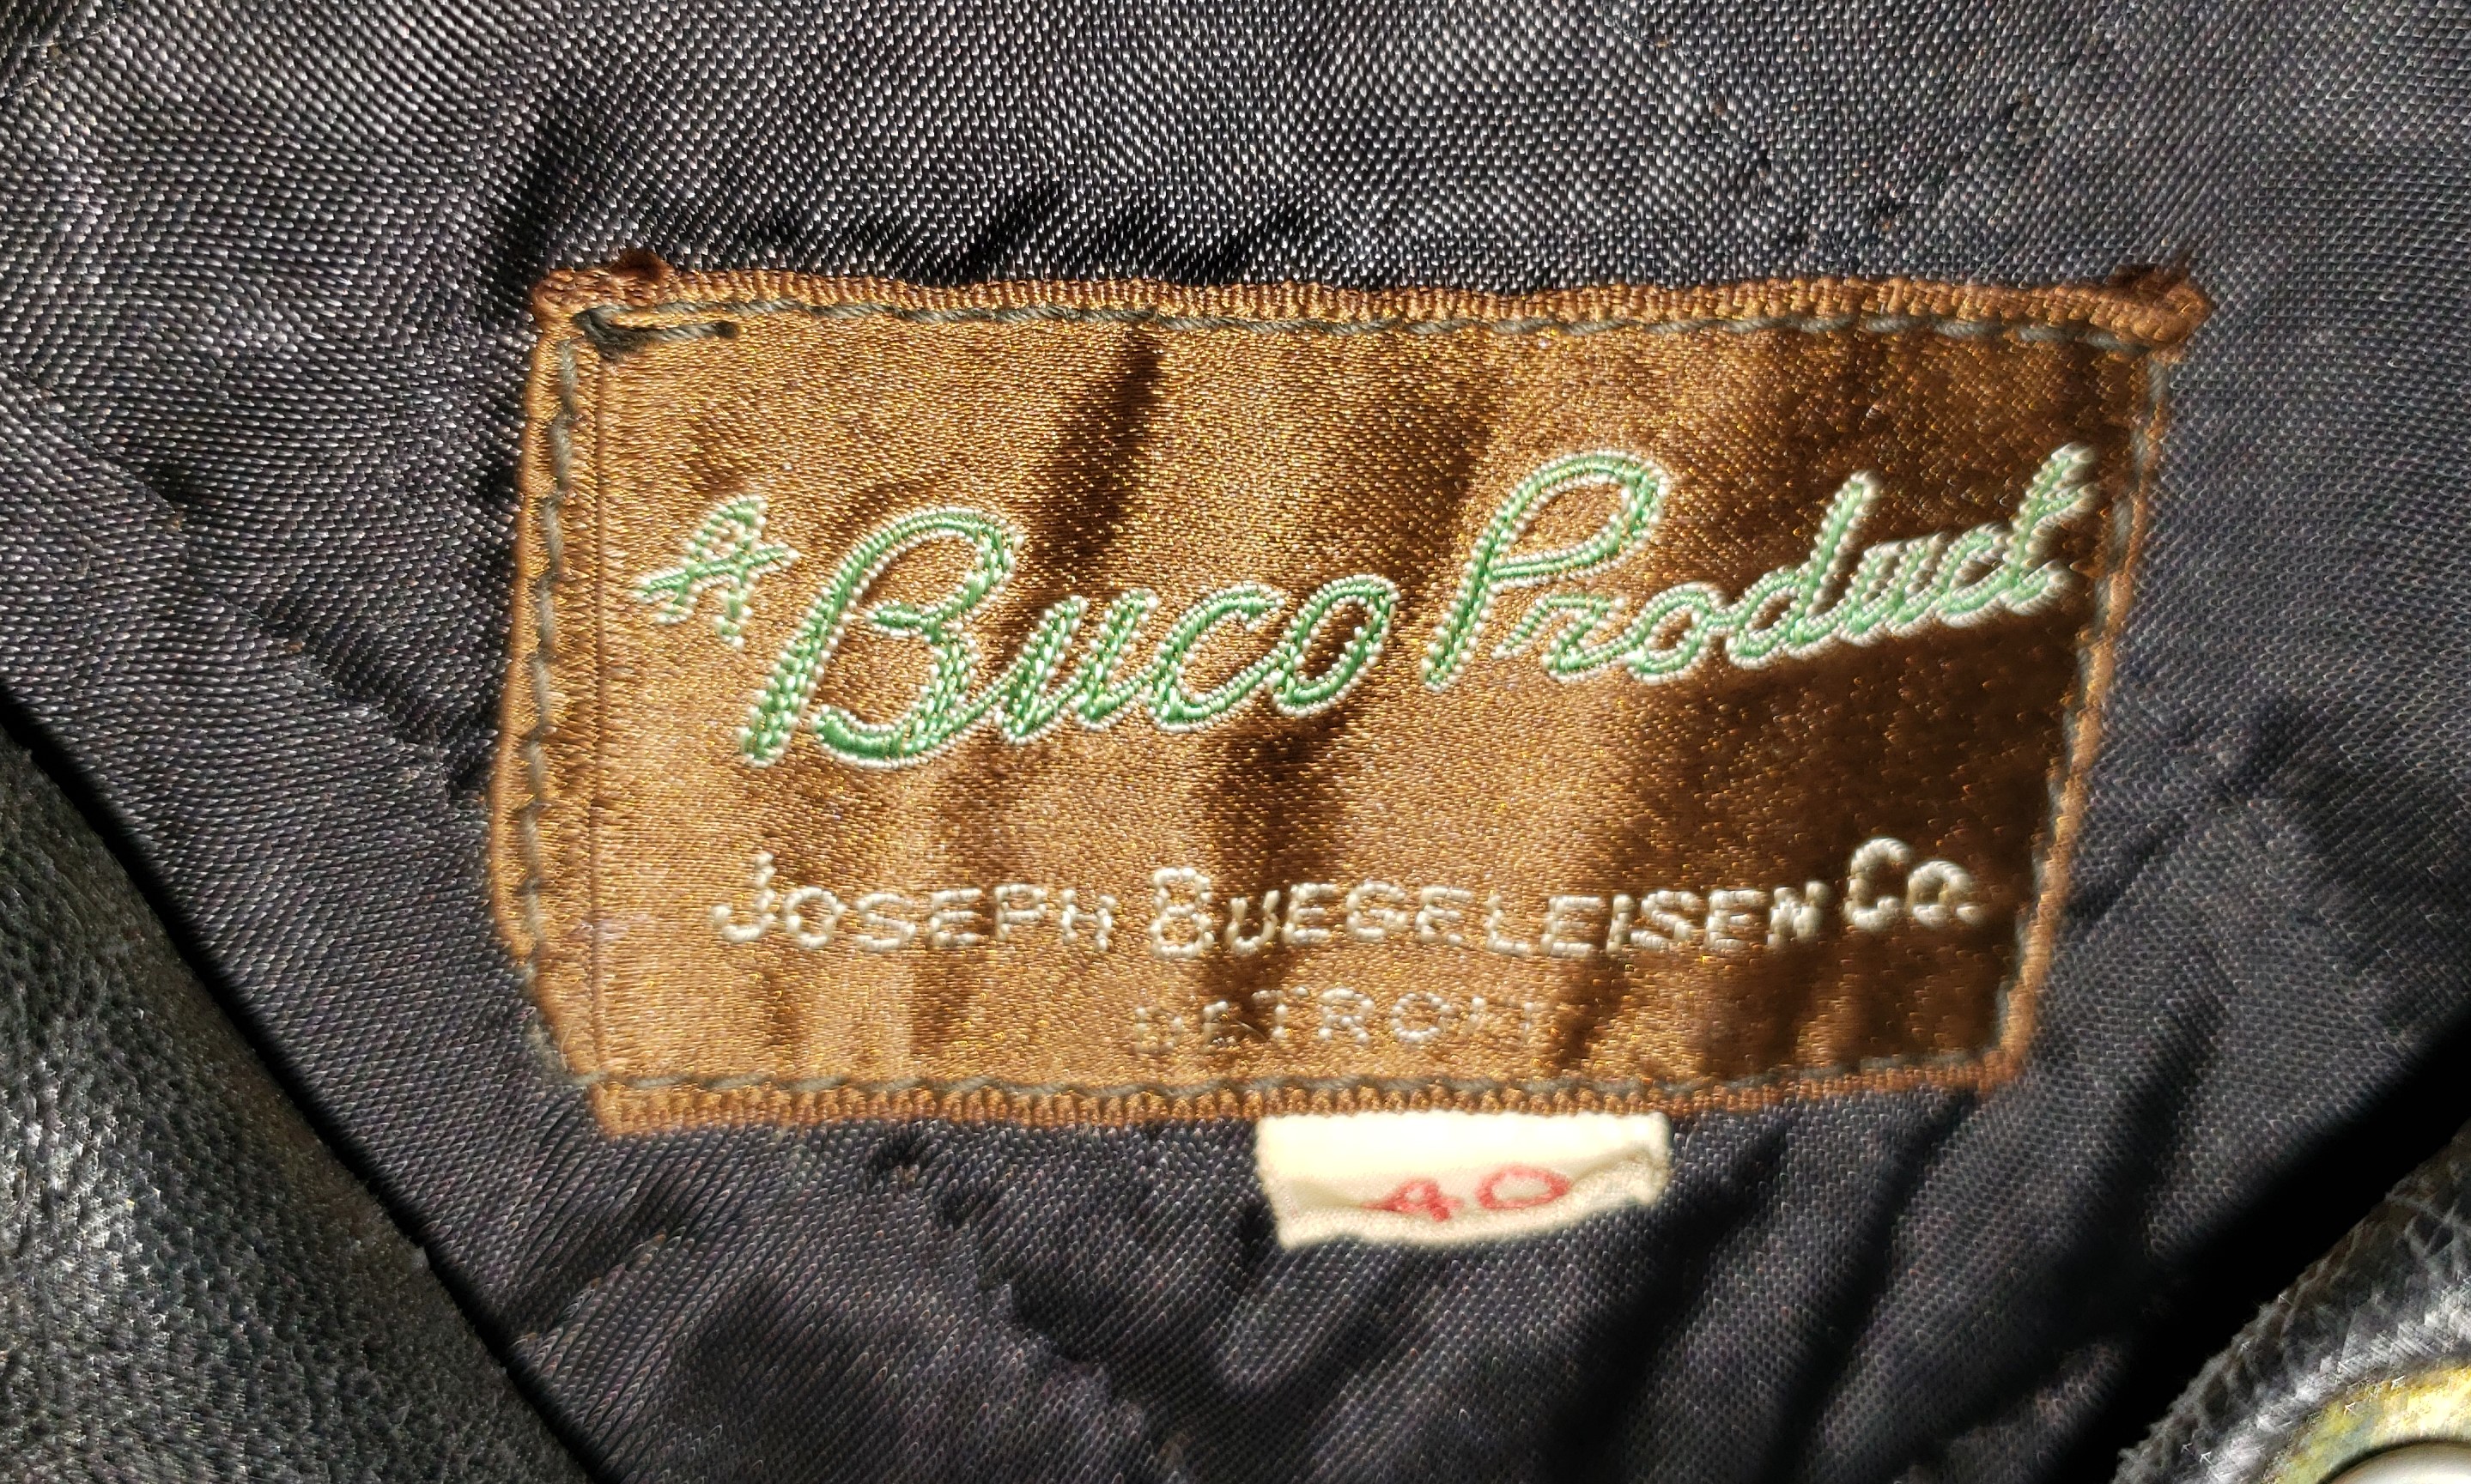 A Buco Product
JOSEPH BUEGELEISEN CO.
DETROIT
40